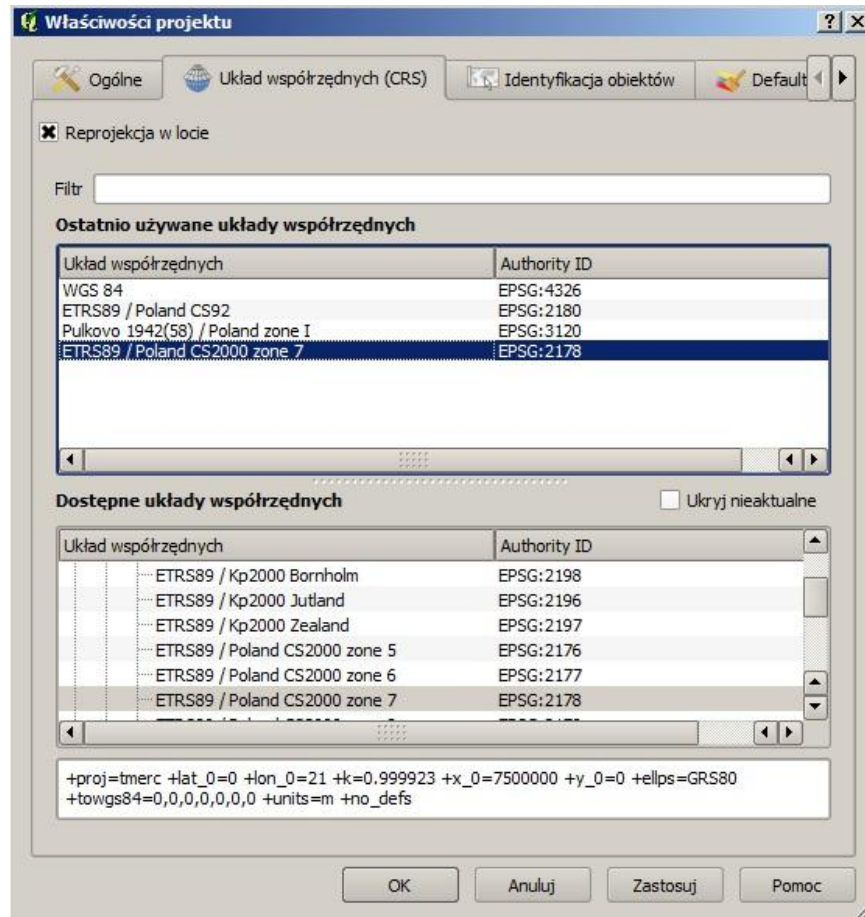 Właściwości projektu
Ogólne
Układ współrzędnych (CRS)
Identyfikacja obiektów
Default
Reprojekcja w locie
Filtr
Ostatnio używane układy współrzędnych
Układ współrzędnych Authority ID
WGS 84 EPSG:4326
ETRS89 / Poland CS92 EPSG:2180
Pulkovo 1942(58) / Poland zone I EPSG:3120
ETRS89 / Poland CS2000 zone 7 EPSG:2178
Dostępne układy współrzędnych
Ukryj nieaktualne
Układ współrzędnych Authority ID
ETRS89 / Kp2000 Bornholm EPSG:2198
ETRS89 / Kp2000 Jutland EPSG:2196
ETRS89 / Kp2000 Zealand EPSG:2197
ETRS89 / Poland CS2000 zone 5 EPSG:2176
ETRS89 / Poland CS2000 zone 6 EPSG:2177
ETRS89 / Poland CS2000 zone 7 EPSG:2178
+proj=tmerc +lat_0=0 +lon_0=21 +k=0.999923 +x_0=7500000 +y_0=0 +ellps=GRS80
+towgs84=0,0,0,0,0,0,0 +units=m +no_defs
OK
Anuluj
Zastosuj
Pomoc